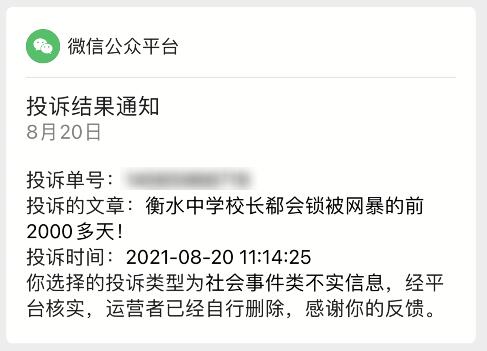 微信公众平台
投诉结果通知
8月20日
投诉单号：
投诉的文章：衡水中学校长郗会锁被网暴的前
2000多天！
投诉时间：2021-08-20 11:14:25
你选择的投诉类型为社会事件类不实信息，经平
台核实，运营者已经自行删除，感谢你的反馈。